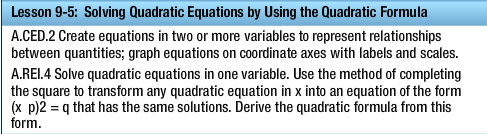 Lesson 9-5: Solving Quadratic Equations by Using the Quadratic Formula
A.CED.2 Create equations in two or more variables to represent relationships
between quantities; graph equations on coordinate axes with labels and scales.
A.REI.4 Solve quadratic equations in one variable. Use the method of completing
the square to transform any quadratic equation in x into an equation of the form
(x  p)2 = q that has the same solutions. Derive the quadratic formula from this
form.